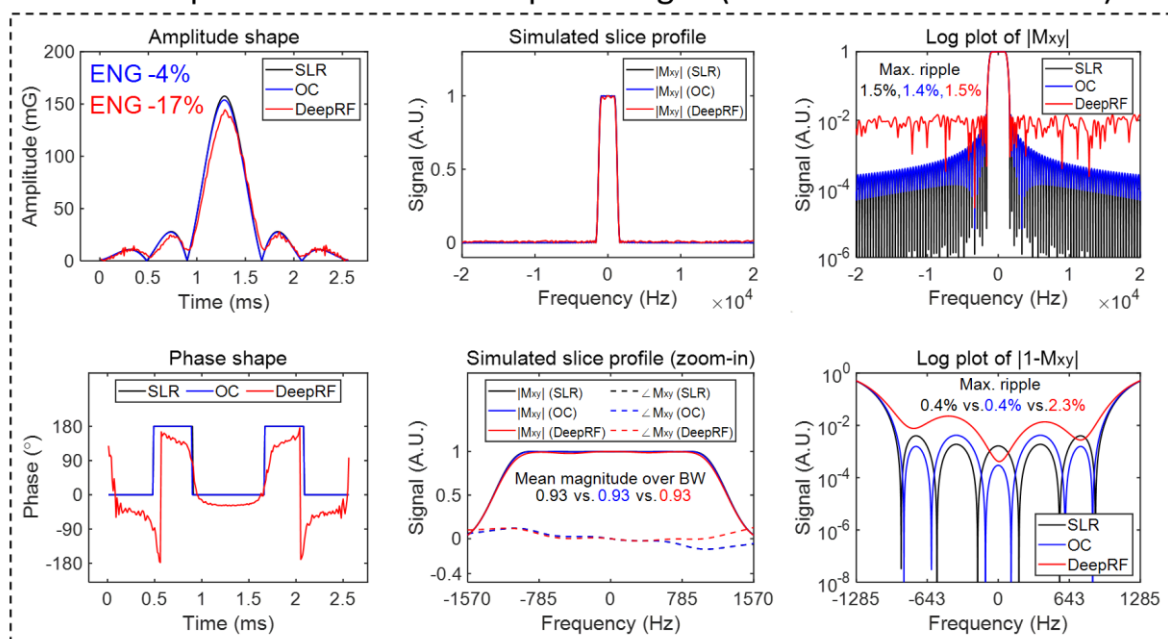 Amplitude shape
200
150
100
50
0
Amplitude (mG)
ENG -4%
ENG -17%
SLR
OC
DeepRF
0 0.5 1 1.5 2 2.5
Time (ms)
Simulated slice profile
1
0.5
0
Signal (A.U.)
|Mxy| (SLR)
|Mxy| (OC)
|Mxy| (DeepRF)
-2 -1 0 1 2
Frequency (Hz) ×10⁴
Log plot of |Mxy|
1
10⁻²
10⁻⁴
10⁻⁶
Signal (A.U.)
Max. ripple
1.5%,1.4%,1.5%
SLR
OC
DeepRF
-2 -1 0 1 2
Frequency (Hz) ×10⁴
Phase shape
SLR OC DeepRF
180
90
0
-90
-180
Phase (°)
0 0.5 1 1.5 2 2.5
Time (ms)
Simulated slice profile (zoom-in)
|Mxy| (SLR) ∠Mxy (SLR)
|Mxy| (OC) ∠Mxy (OC)
|Mxy| (DeepRF) ∠Mxy (DeepRF)
1
0.5
0
-0.4
Signal (A.U.)
Mean magnitude over BW
0.93 vs. 0.93 vs. 0.93
-1570 -785 0 785 1570
Frequency (Hz)
Log plot of |1-Mxy|
10⁰
10⁻²
10⁻⁴
10⁻⁶
10⁻⁸
Signal (A.U.)
Max. ripple
0.4% vs.0.4% vs.2.3%
SLR
OC
DeepRF
-1285 -643 0 643 1285
Frequency (Hz)